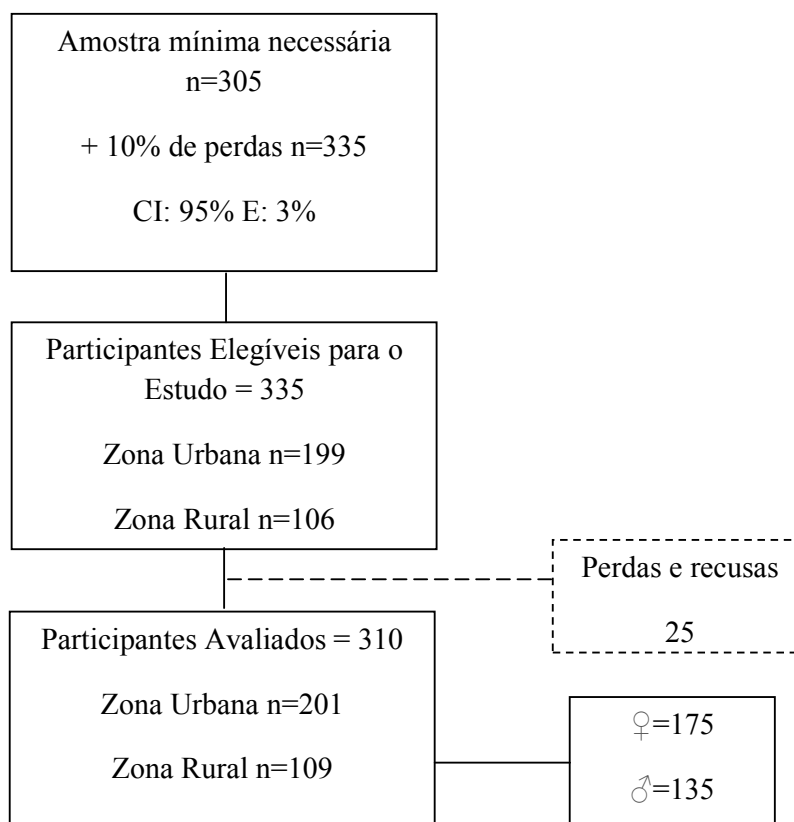 Amostra mínima necessária
n=305
+ 10% de perdas n=335
CI: 95% E: 3%
Participantes Elegíveis para o
Estudo = 335
Zona Urbana n=199
Zona Rural n=106
Perdas e recusas
25
Participantes Avaliados = 310
Zona Urbana n=201
Zona Rural n=109
♀=175
♂=135